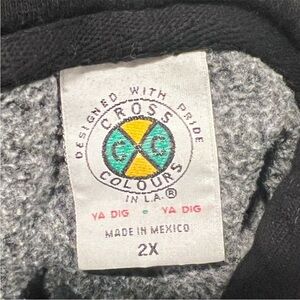 DESIGNED WITH PRIDE
CROSS
C C
COLOURS
IN L.A.®
YA DIG - YA DIG
MADE IN MEXICO
2X